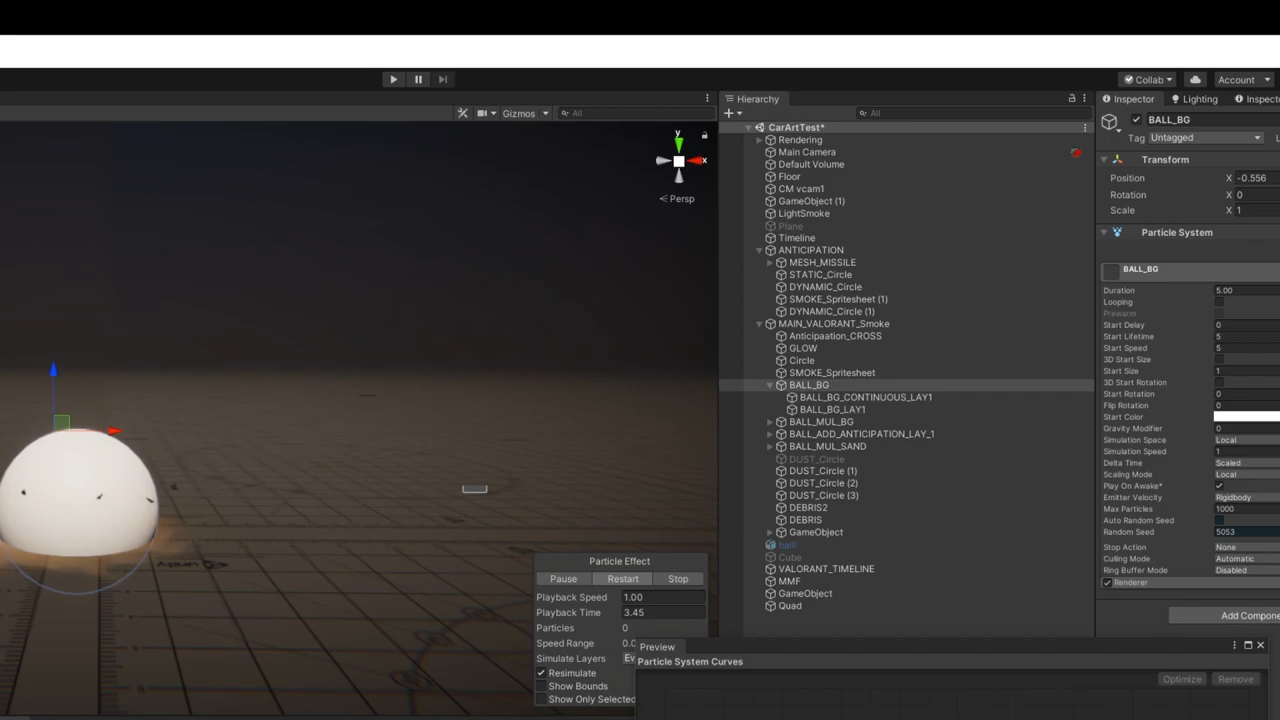 Collab
Account
Hierarchy
Inspector
Lighting
Gizmos
All
All
BALL_BG
CarArtTest*
y
x
Persp
Tag Untagged
Rendering
Main Camera
Default Volume
Floor
CM vcam1
GameObject (1)
LightSmoke
Plane
Timeline
ANTICIPATION
MESH_MISSILE
STATIC_Circle
DYNAMIC_Circle
SMOKE_Spritesheet (1)
DYNAMIC_Circle (1)
MAIN_VALORANT_Smoke
Anticipaation_CROSS
GLOW
Circle
SMOKE_Spritesheet
BALL_BG
BALL_BG_CONTINUOUS_LAY1
BALL_BG_LAY1
BALL_MUL_BG
BALL_ADD_ANTICIPATION_LAY_1
BALL_MUL_SAND
DUST_Circle
DUST_Circle (1)
DUST_Circle (2)
DUST_Circle (3)
DEBRIS2
DEBRIS
GameObject
Cube
VALORANT_TIMELINE
MMF
GameObject
Quad
Transform
Position X -0.556
Rotation X 0
Scale X 1
Particle System
BALL_BG
Duration 5.00
Looping
Prewarm
Start Delay 0
Start Lifetime 5
Start Speed 5
3D Start Size
Start Size 1
3D Start Rotation
Start Rotation 0
Flip Rotation 0
Start Color
Gravity Modifier 0
Simulation Space Local
Simulation Speed 1
Delta Time Scaled
Scaling Mode Local
Play On Awake*
Emitter Velocity Rigidbody
Max Particles 1000
Auto Random Seed
Random Seed 5053
Stop Action None
Culling Mode Automatic
Ring Buffer Mode Disabled
Renderer
Particle Effect
Pause Restart Stop
Playback Speed 1.00
Playback Time 3.45
Particles 0
Speed Range 0.0
Simulate Layers
Resimulate
Show Bounds
Show Only Selected
Preview
Particle System Curves
Optimize Remove